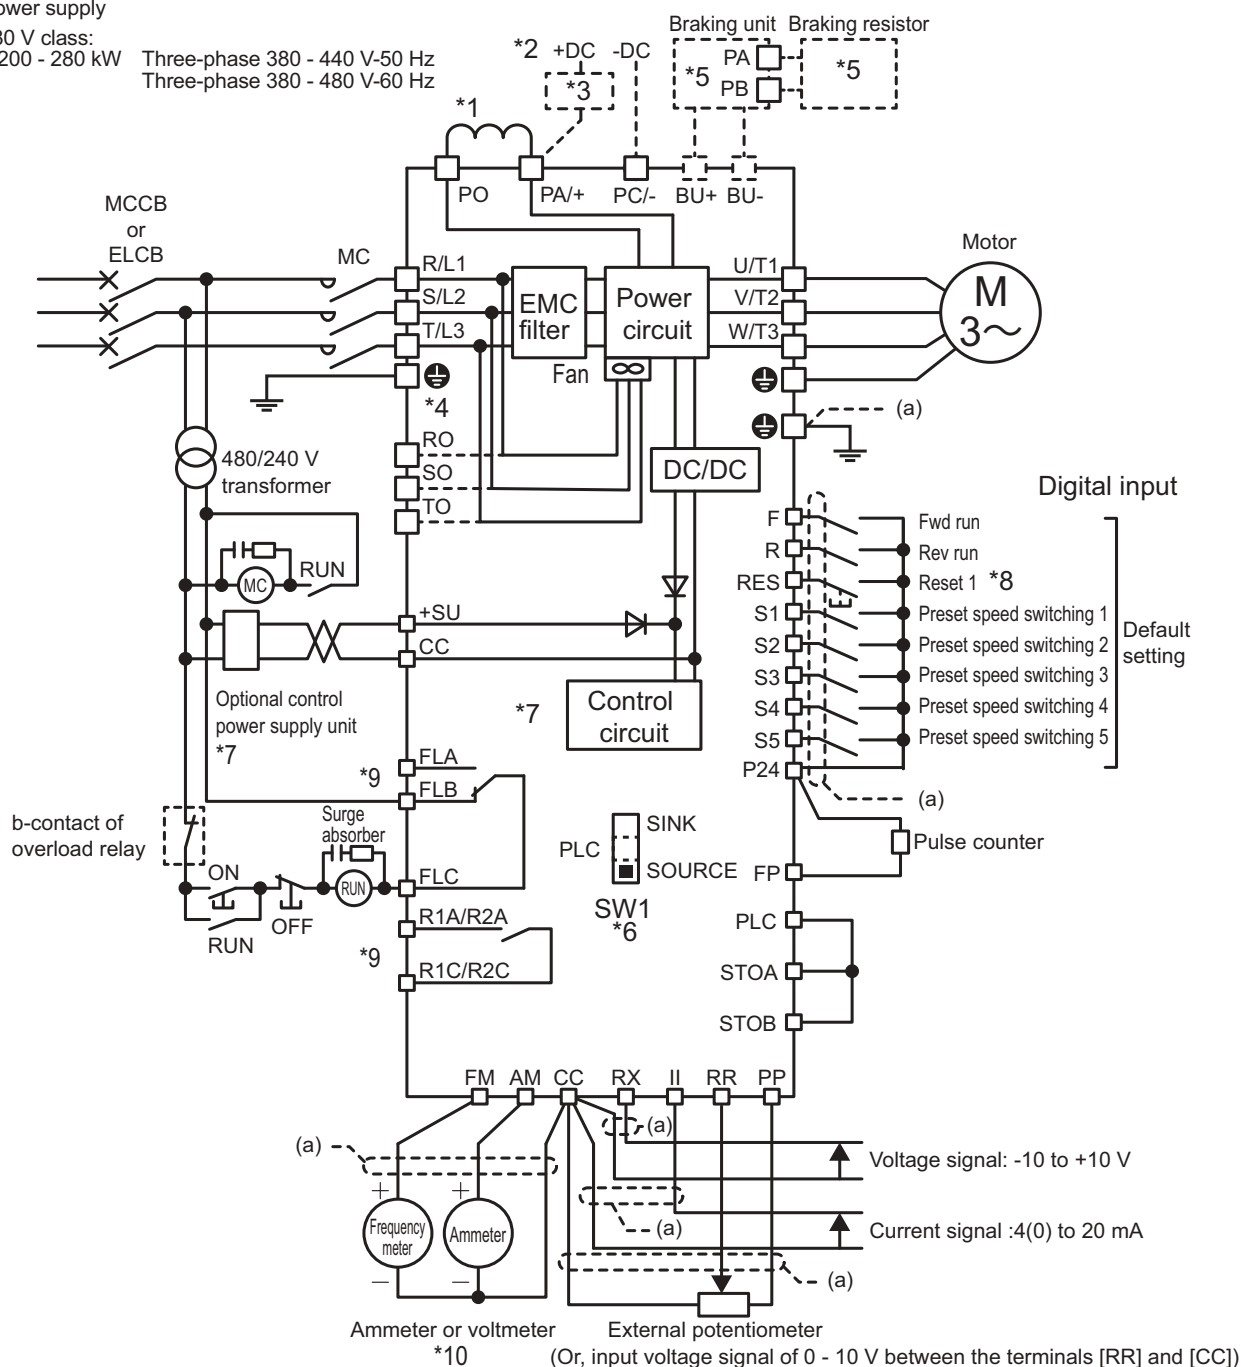 ower supply
30 V class:
200 - 280 kW Three-phase 380 - 440 V-50 Hz
Three-phase 380 - 480 V-60 Hz
*2 +DC -DC
*3
Braking unit Braking resistor
PA
*5
PB
*5
*1
PO PA/+ PC/- BU+ BU-
MCCB
or
ELCB
MC
R/L1
S/L2
T/L3
EMC
filter
Power
circuit
U/T1
V/T2
W/T3
Motor
M
3~
Fan
*4
(a)
RO
SO
TO
DC/DC
480/240 V
transformer
MC
RUN
+SU
CC
Optional control
power supply unit
*7
*7
Control
circuit
Digital input
F Fwd run
R Rev run
RES Reset 1 *8
S1 Preset speed switching 1
S2 Preset speed switching 2
S3 Preset speed switching 3
S4 Preset speed switching 4
S5 Preset speed switching 5
Default
setting
P24
(a)
Pulse counter
FP
*9
FLA
FLB
FLC
b-contact of
overload relay
Surge
absorber
ON
RUN
OFF
RUN
PLC
SINK
SOURCE
SW1
*6
*9
R1A/R2A
R1C/R2C
PLC
STOA
STOB
FM AM CC RX II RR PP
(a)
(a)
Voltage signal: -10 to +10 V
(a)
Current signal :4(0) to 20 mA
(a)
+ +
Frequency
meter
Ammeter
− −
Ammeter or voltmeter
*10
External potentiometer
(Or, input voltage signal of 0 - 10 V between the terminals [RR] and [CC])